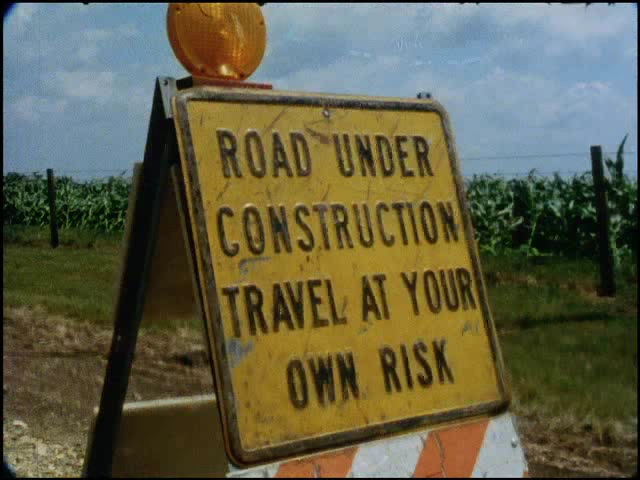 ROAD UNDER
CONSTRUCTION
TRAVEL AT YOUR
OWN RISK